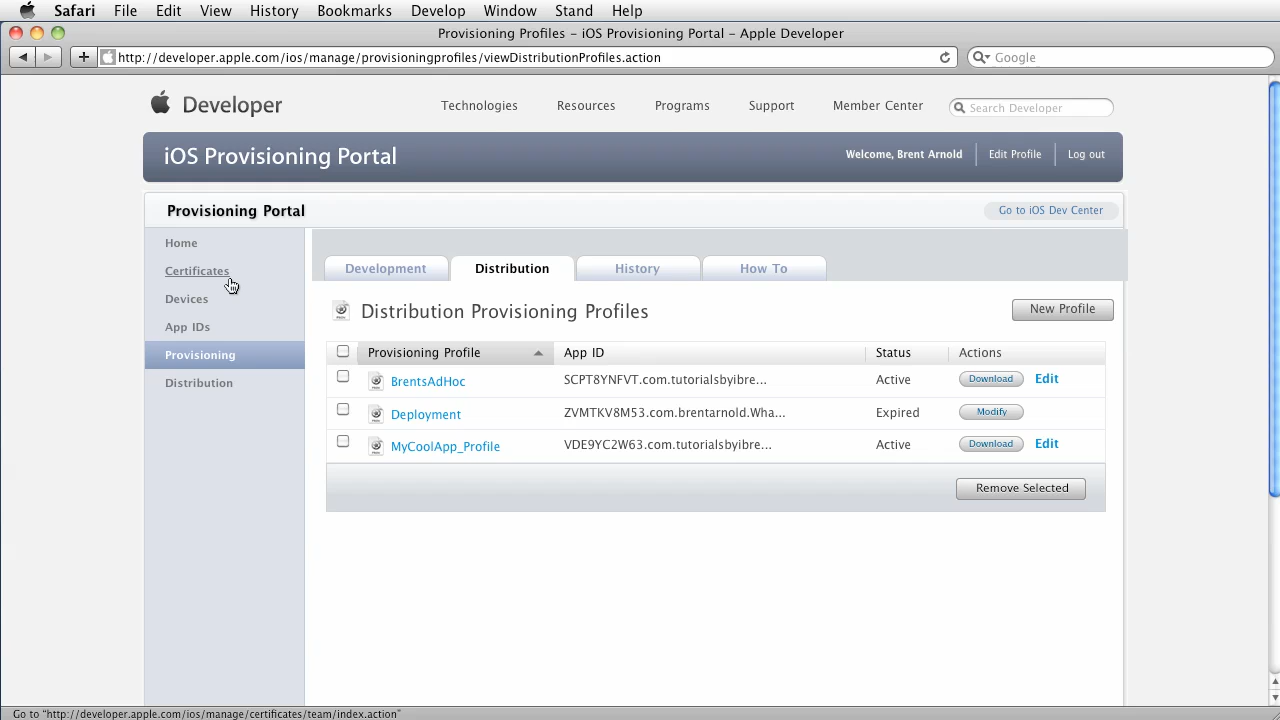 Safari File Edit View History Bookmarks Develop Window Stand Help
Provisioning Profiles – iOS Provisioning Portal – Apple Developer
http://developer.apple.com/ios/manage/provisioningprofiles/viewDistributionProfiles.action Google
Developer Technologies Resources Programs Support Member Center Search Developer
iOS Provisioning Portal Welcome, Brent Arnold Edit Profile Log out
Provisioning Portal Go to iOS Dev Center
Home
Certificates
Devices
App IDs
Provisioning
Distribution
Development Distribution History How To
Distribution Provisioning Profiles New Profile
Provisioning Profile App ID Status Actions
BrentsAdHoc SCPT8YNFVT.com.tutorialsbyibre... Active Download Edit
Deployment ZVMTKV8M53.com.brentarnold.Wha... Expired Modify
MyCoolApp_Profile VDE9YC2W63.com.tutorialsbyibre... Active Download Edit
Remove Selected
Go to "http://developer.apple.com/ios/manage/certificates/team/index.action"